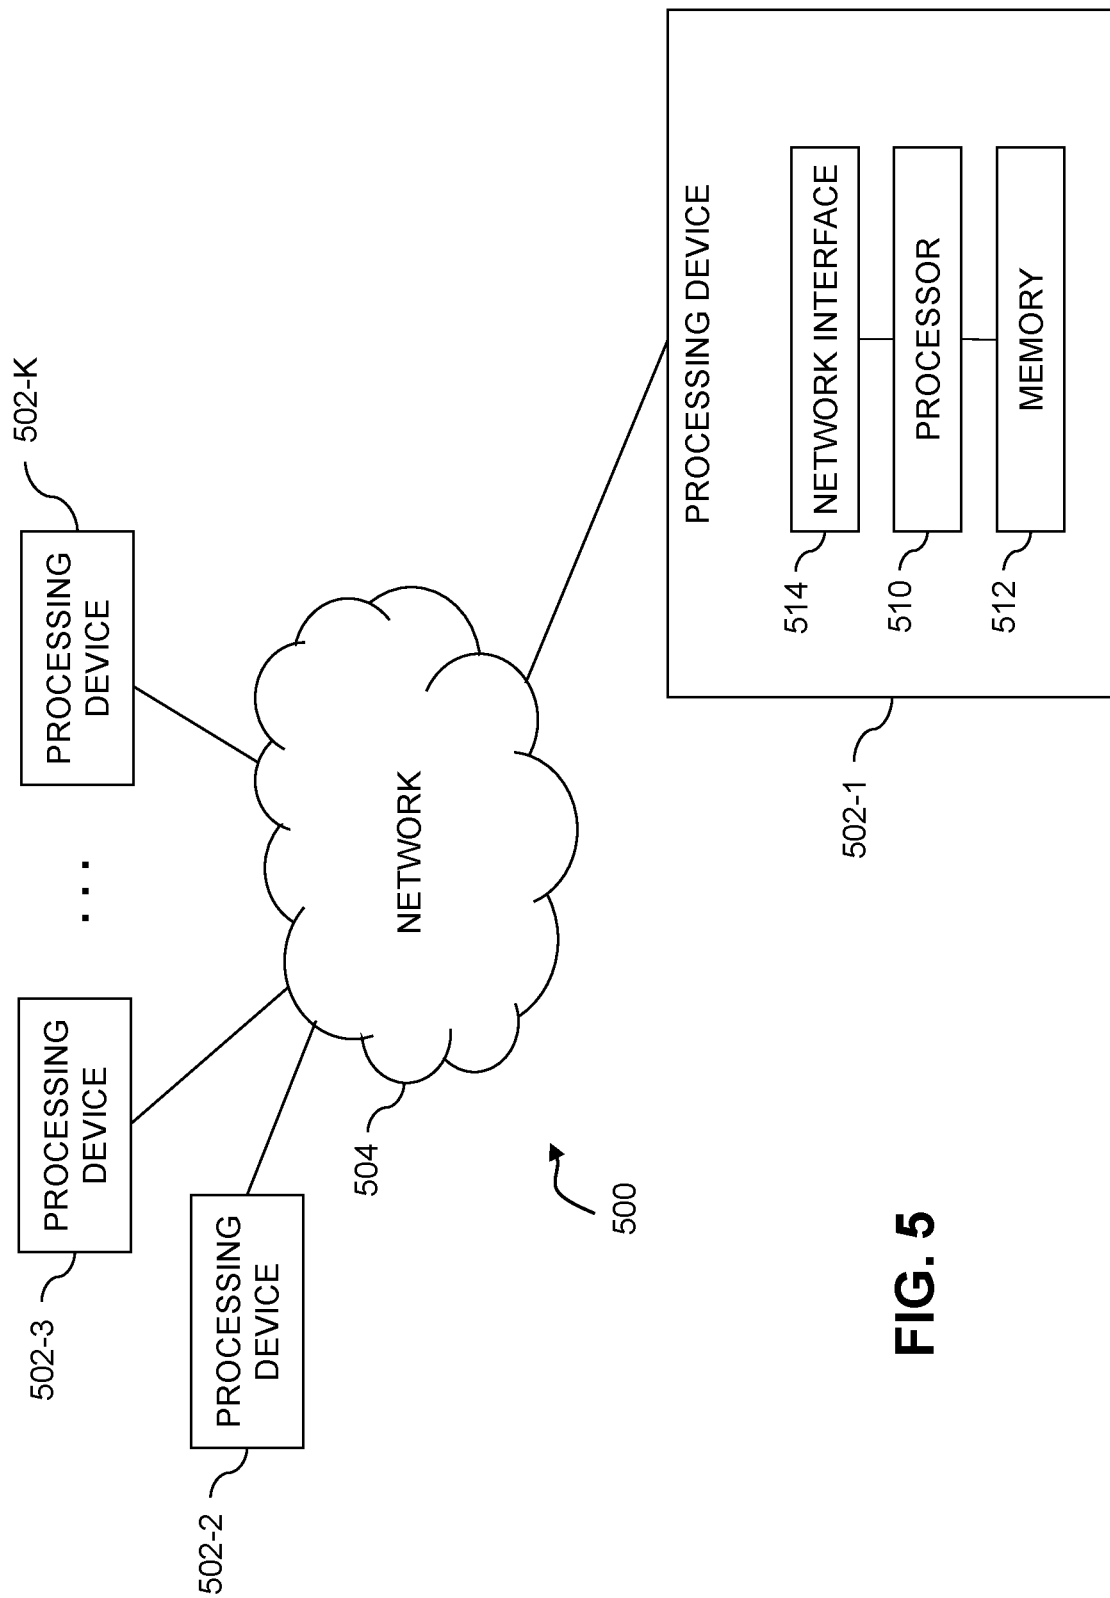 502-2
PROCESSING
DEVICE
502-3
PROCESSING
DEVICE
...
PROCESSING
DEVICE
502-K
504
NETWORK
500
502-1
PROCESSING DEVICE
514
NETWORK INTERFACE
510
PROCESSOR
512
MEMORY
FIG. 5